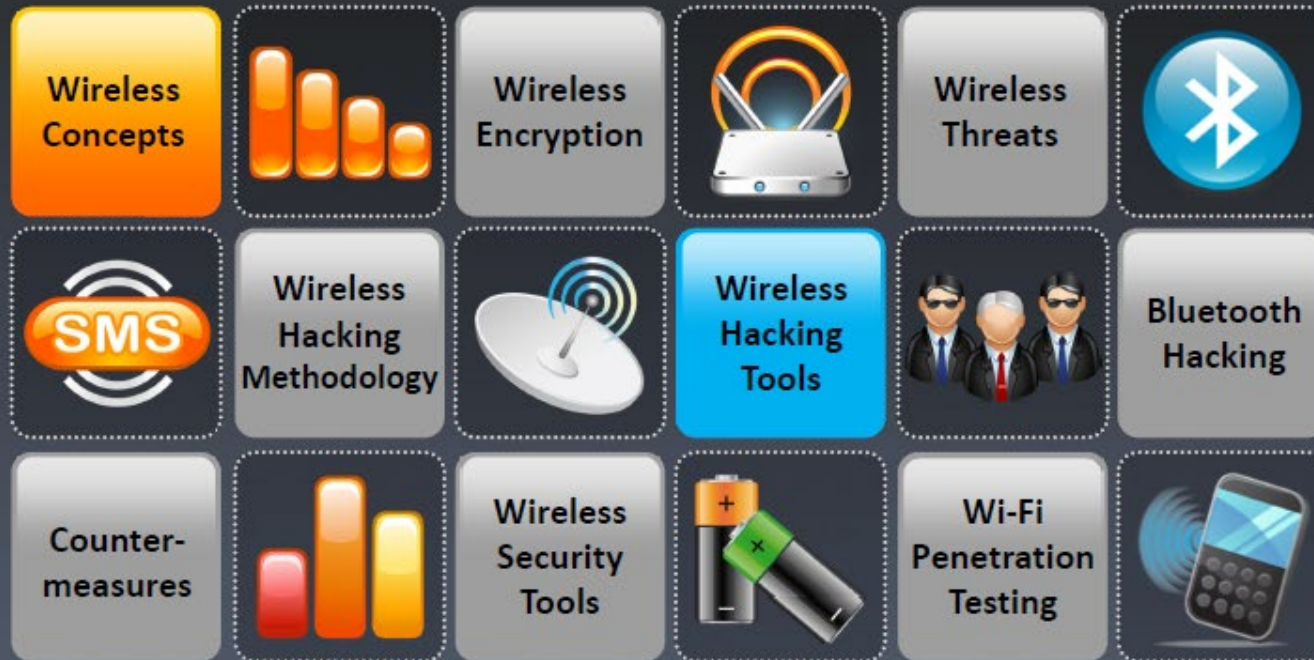 Wireless
Concepts
Wireless
Encryption
Wireless
Threats
SMS
Wireless
Hacking
Methodology
Wireless
Hacking
Tools
Bluetooth
Hacking
Counter-
measures
Wireless
Security
Tools
+
+
Wi-Fi
Penetration
Testing